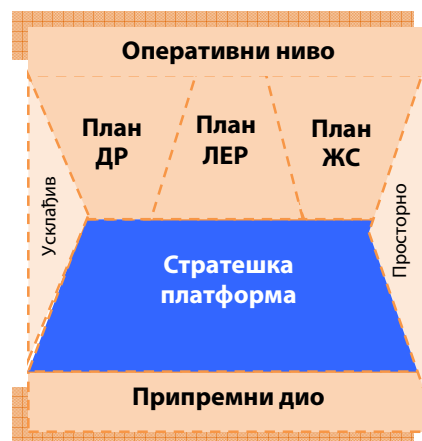 Оперативни ниво
План
ДР
План
ЛЕР
План
ЖС
Усклађив
Просторно
Стратешка
платформа
Припремни дио